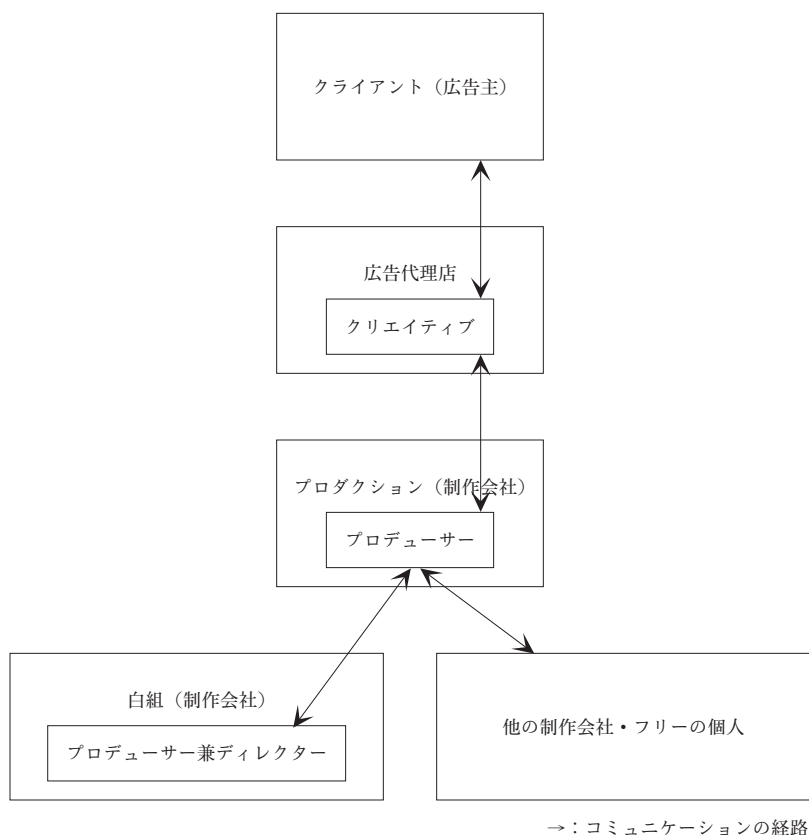 クライアント（広告主）
広告代理店
クリエイティブ
プロダクション（制作会社）
プロデューサー
白組（制作会社）
プロデューサー兼ディレクター
他の制作会社・フリーの個人
→：コミュニケーションの経路